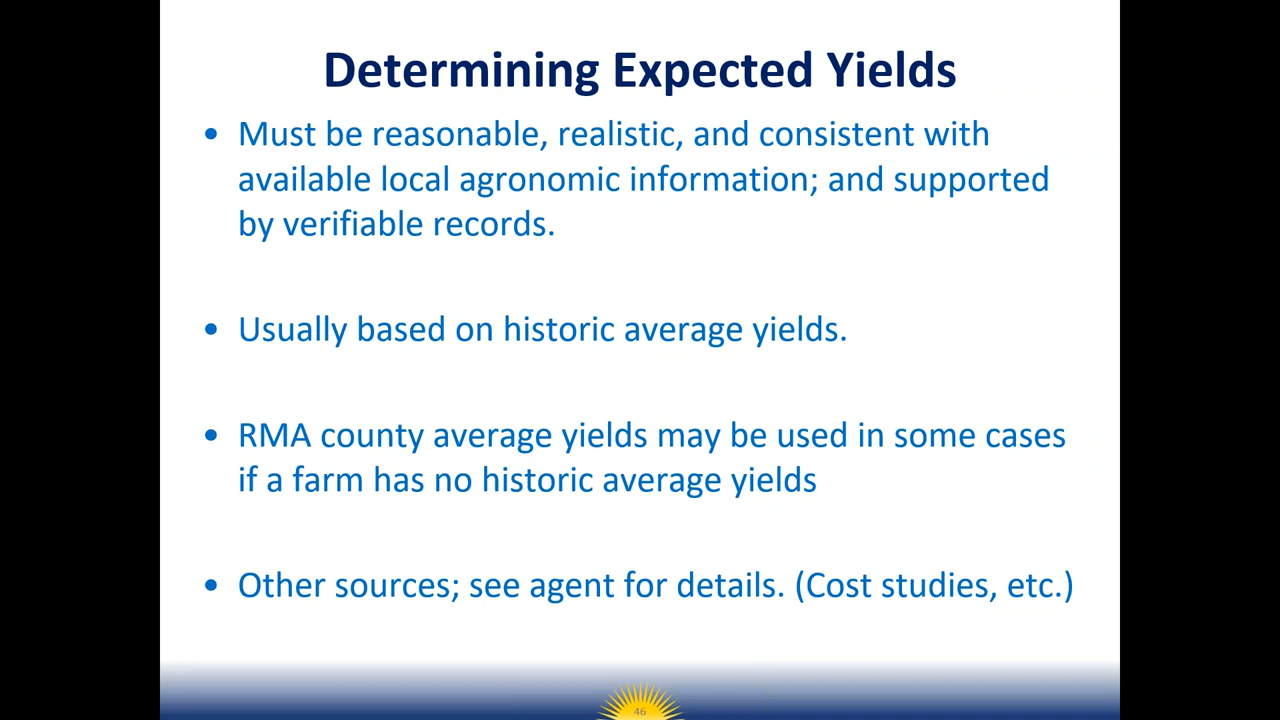 Determining Expected Yields
• Must be reasonable, realistic, and consistent with
available local agronomic information; and supported
by verifiable records.
• Usually based on historic average yields.
• RMA county average yields may be used in some cases
if a farm has no historic average yields
• Other sources; see agent for details. (Cost studies, etc.)
46